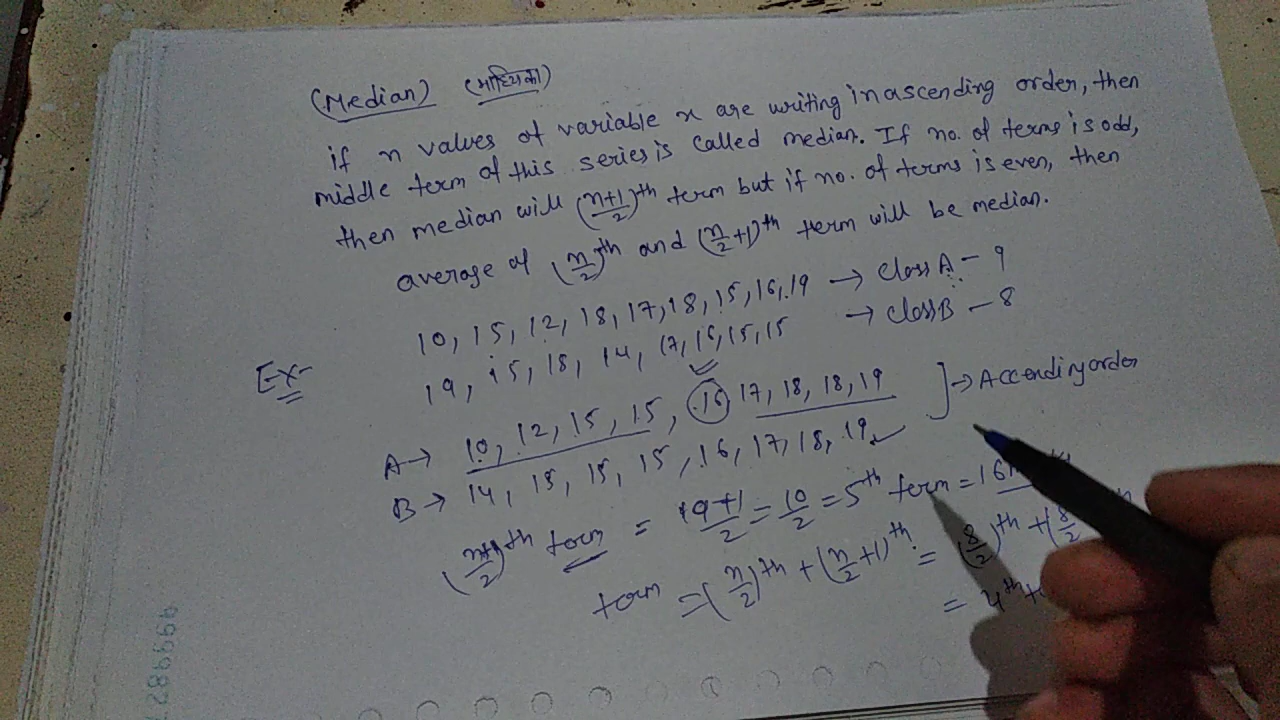 (Median) (माध्यिका)
if n values of variable x are writing in ascending order, then
middle term of this series is called median. If no. of terms is odd,
then median will (n+1/2)th term but if no. of terms is even, then
average of (n/2)th and (n/2+1)th term will be median.
Ex- 10, 15, 12, 18, 17, 18, 15, 16, 19 → Class A - 9
19, 15, 18, 14, 17, 16, 15, 15 → Class B - 8
A → 10, 12, 15, 15, 16 17, 18, 18, 19 ] → Accending order
B → 14, 15, 15, 15, 16, 17, 18, 19
(n+1/2)th term = 9+1/2 = 10/2 = 5th term = 16
term = (n/2)th + (n/2+1)th = (8/2)th + (8/2
= 4th +
99982